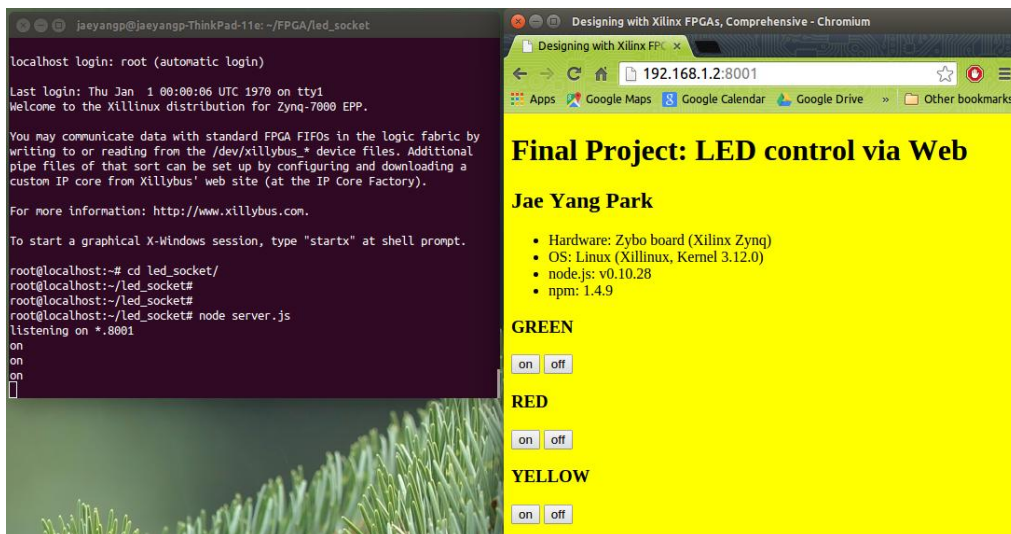 jaeyangp@jaeyangp-ThinkPad-11e: ~/FPGA/led_socket
localhost login: root (automatic login)
Last login: Thu Jan  1 00:00:06 UTC 1970 on tty1
Welcome to the Xillinux distribution for Zynq-7000 EPP.
You may communicate data with standard FPGA FIFOs in the logic fabric by
writing to or reading from the /dev/xillybus_* device files. Additional
pipe files of that sort can be set up by configuring and downloading a
custom IP core from Xillybus' web site (at the IP Core Factory).
For more information: http://www.xillybus.com.
To start a graphical X-Windows session, type "startx" at shell prompt.
root@localhost:~# cd led_socket/
root@localhost:~/led_socket#
root@localhost:~/led_socket#
root@localhost:~/led_socket# node server.js
listening on *.8001
on
on
on
Designing with Xilinx FPGAs, Comprehensive - Chromium
Designing with Xilinx FPG
192.168.1.2:8001
Apps Google Maps 8 Google Calendar Google Drive » Other bookmarks
Final Project: LED control via Web
Jae Yang Park
• Hardware: Zybo board (Xilinx Zynq)
• OS: Linux (Xillinux, Kernel 3.12.0)
• node.js: v0.10.28
• npm: 1.4.9
GREEN
on off
RED
on off
YELLOW
on off